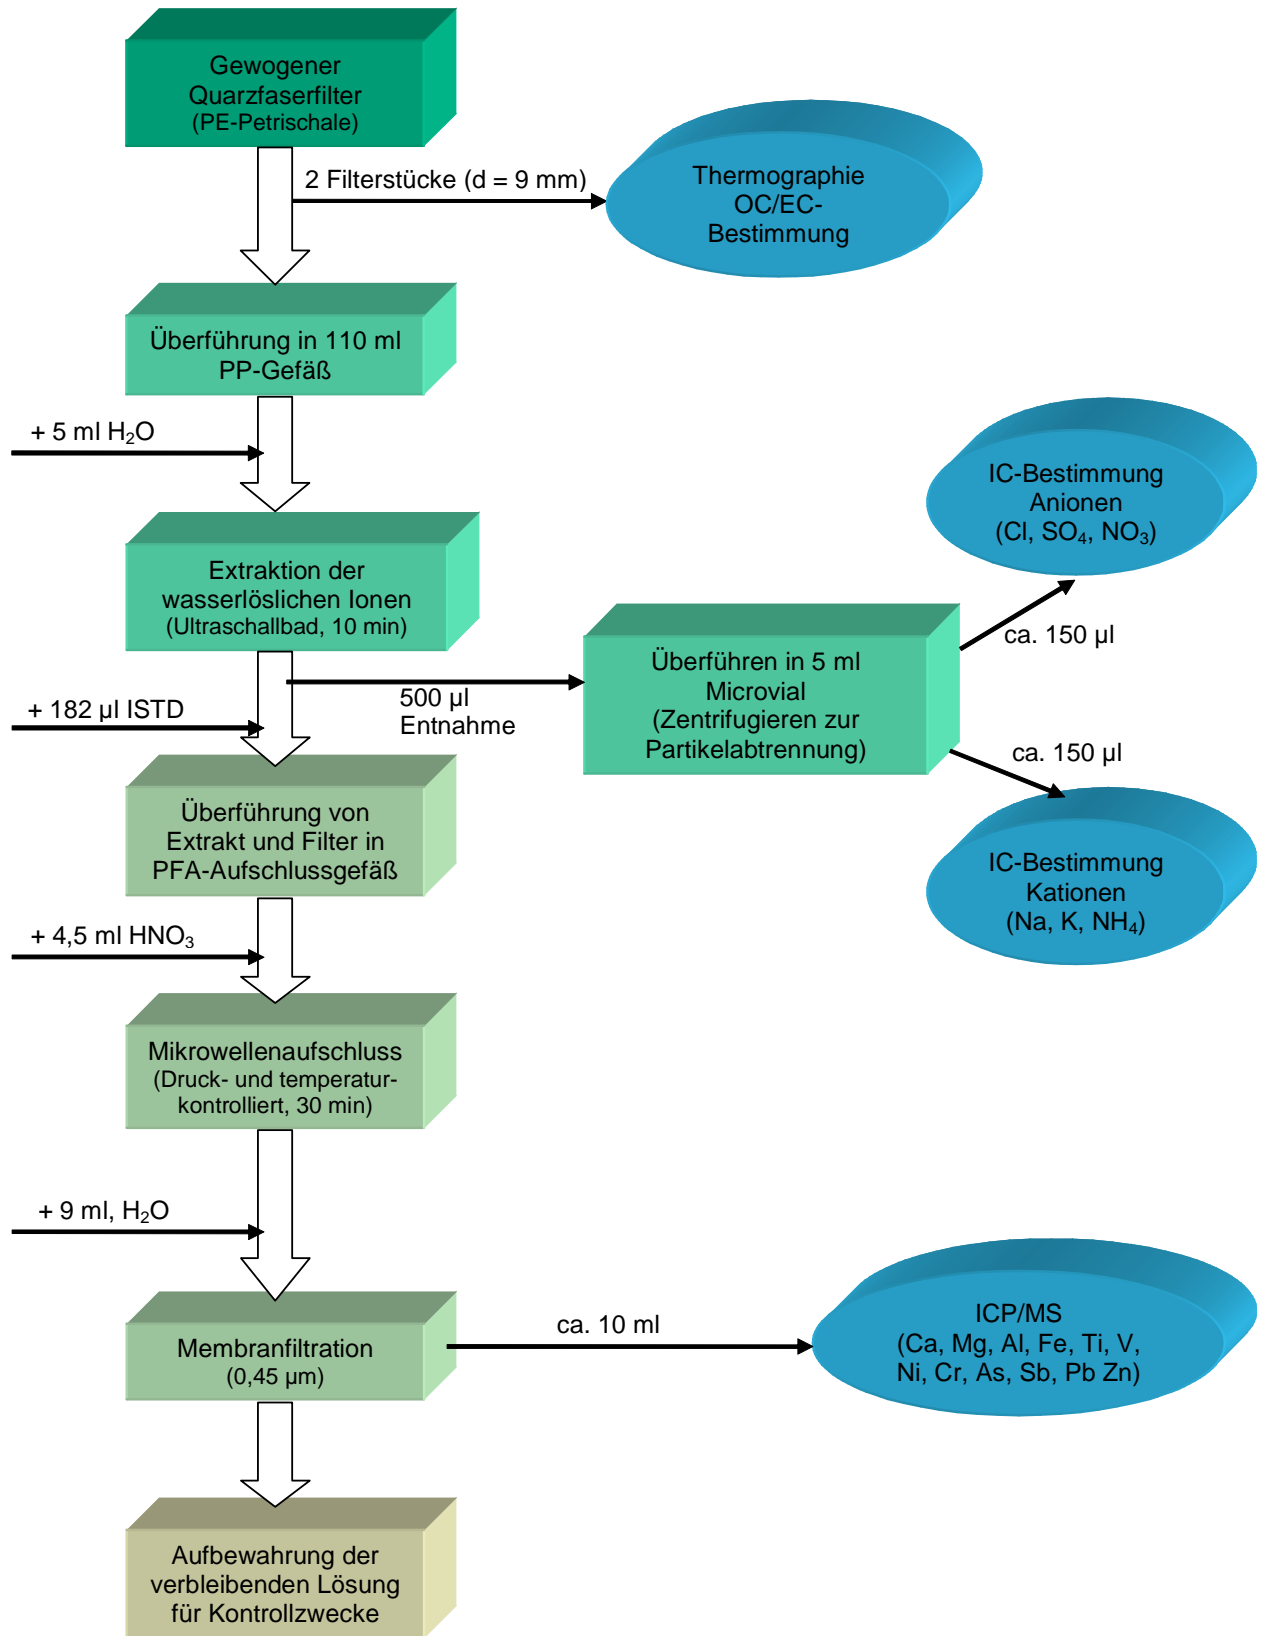 Gewogener
Quarzfaserfilter
(PE-Petrischale)
2 Filterstücke (d = 9 mm)
Thermographie
OC/EC-
Bestimmung
Überführung in 110 ml
PP-Gefäß
+ 5 ml H₂O
Extraktion der
wasserlöslichen Ionen
(Ultraschallbad, 10 min)
500 µl
Entnahme
Überführen in 5 ml
Microvial
(Zentrifugieren zur
Partikelabtrennung)
ca. 150 µl
IC-Bestimmung
Anionen
(Cl, SO₄, NO₃)
ca. 150 µl
IC-Bestimmung
Kationen
(Na, K, NH₄)
+ 182 µl ISTD
Überführung von
Extrakt und Filter in
PFA-Aufschlussgefäß
+ 4,5 ml HNO₃
Mikrowellenaufschluss
(Druck- und temperatur-
kontrolliert, 30 min)
+ 9 ml, H₂O
Membranfiltration
(0,45 µm)
ca. 10 ml
ICP/MS
(Ca, Mg, Al, Fe, Ti, V,
Ni, Cr, As, Sb, Pb Zn)
Aufbewahrung der
verbleibenden Lösung
für Kontrollzwecke